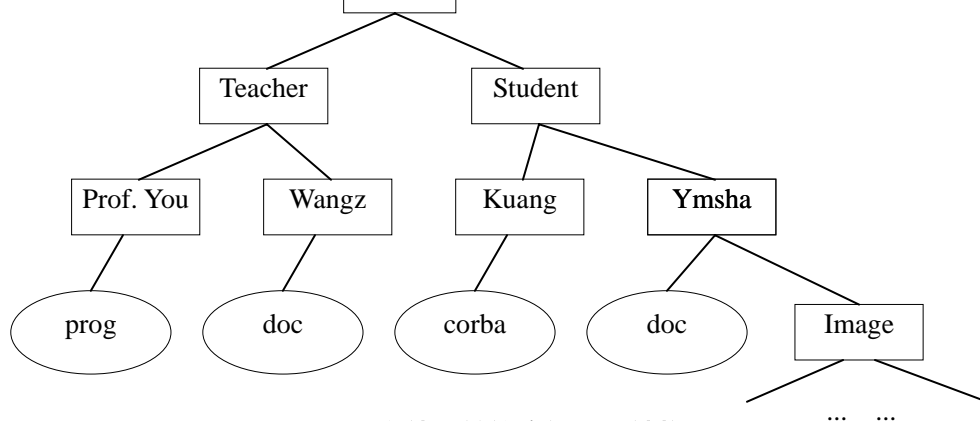 Teacher
Student
Prof. You
Wangz
Kuang
Ymsha
prog
doc
corba
doc
Image
... ...